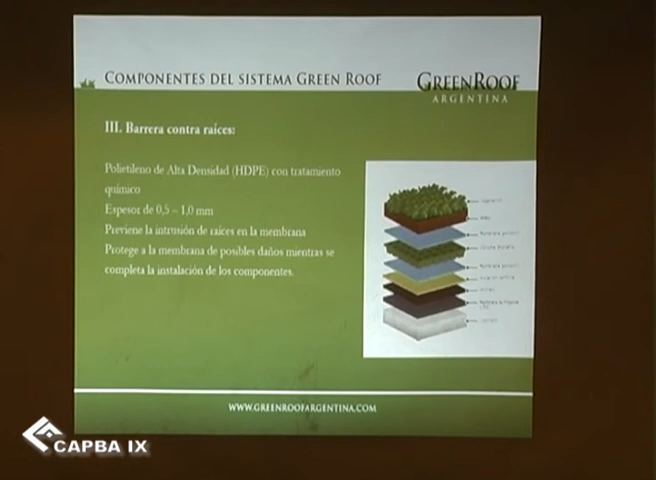 COMPONENTES DEL SISTEMA GREEN ROOF
GREENROOF
ARGENTINA
III. Barrera contra raíces:
Polietileno de Alta Densidad (HDPE) con tratamiento
químico
Espesor de 0,5 – 1,0 mm
Previene la intrusión de raíces en la membrana
Protege a la membrana de posibles daños mientras se
completa la instalación de los componentes.
WWW.GREENROOFARGENTINA.COM
CAPBA IX